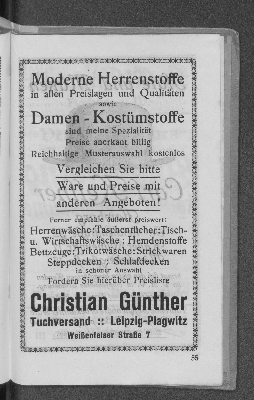 Moderne Herrenstoffe
in allen Preislagen und Qualitäten
sowie
Damen-Kostümstoffe
sind meine Spezialität
Preise anerkannt billig
Reichhaltige Musterauswahl kostenlos
Vergleichen Sie bitte
Ware und Preise mit
anderen Angeboten!
Ferner empfehle äußerst preiswert:
Herrenwäsche:Taschentücher:Tisch-
u. Wirtschaftswäsche : Hemdenstoffe
Bettzeuge:Trikotwäsche:Strickwaren
Steppdecken : Schlafdecken
in schöner Auswahl
Fordern Sie hierüber Preisliste
Christian Günther
Tuchversand :: Leipzig-Plagwitz
Weißenfelser Straße 7